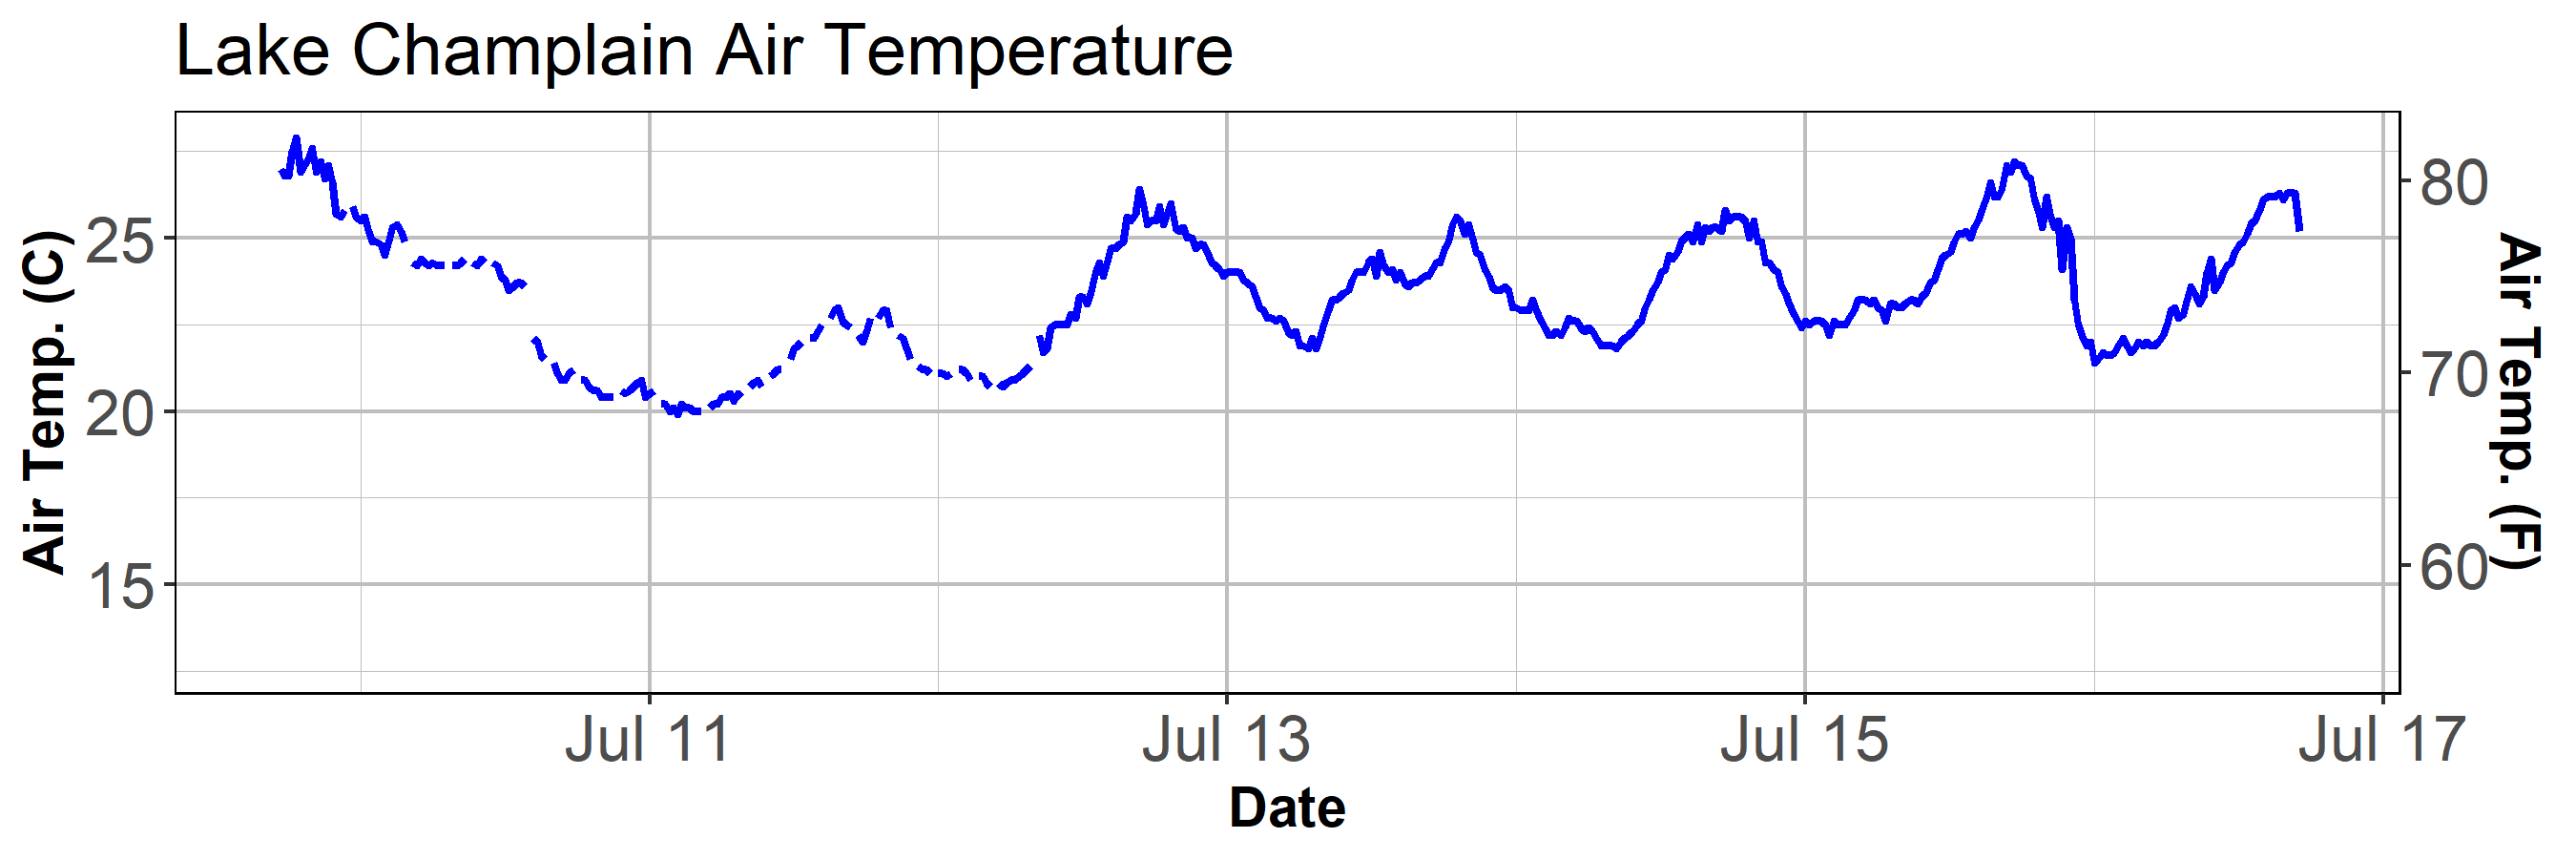 Lake Champlain Air Temperature
Air Temp. (C)
25
20
15
80
70
60
Air Temp. (F)
Jul 11
Jul 13
Jul 15
Jul 17
Date